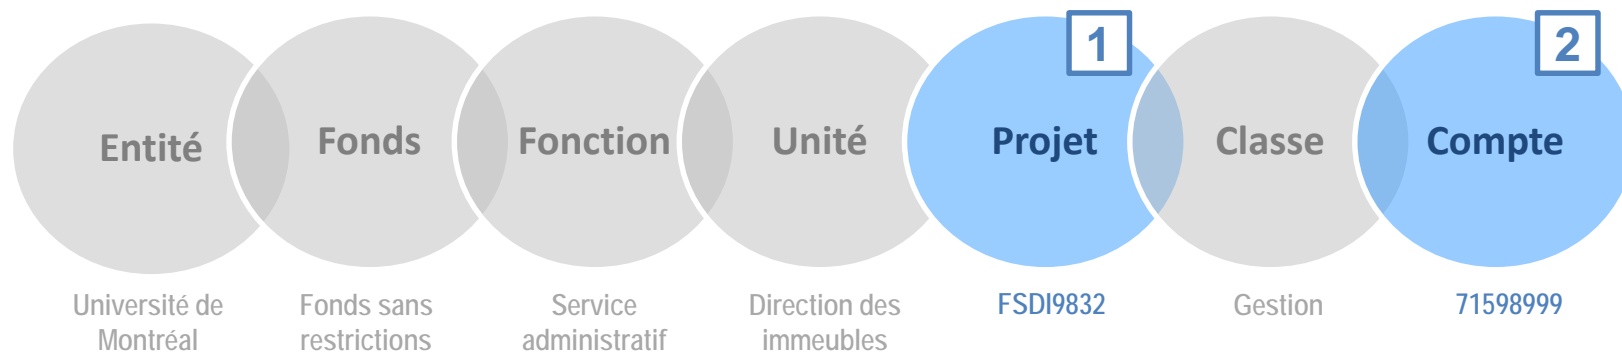 1
2
Entité
Fonds
Fonction
Unité
Projet
Classe
Compte
Université de
Montréal
Fonds sans
restrictions
Service
administratif
Direction des
immeubles
FSDI9832
Gestion
71598999